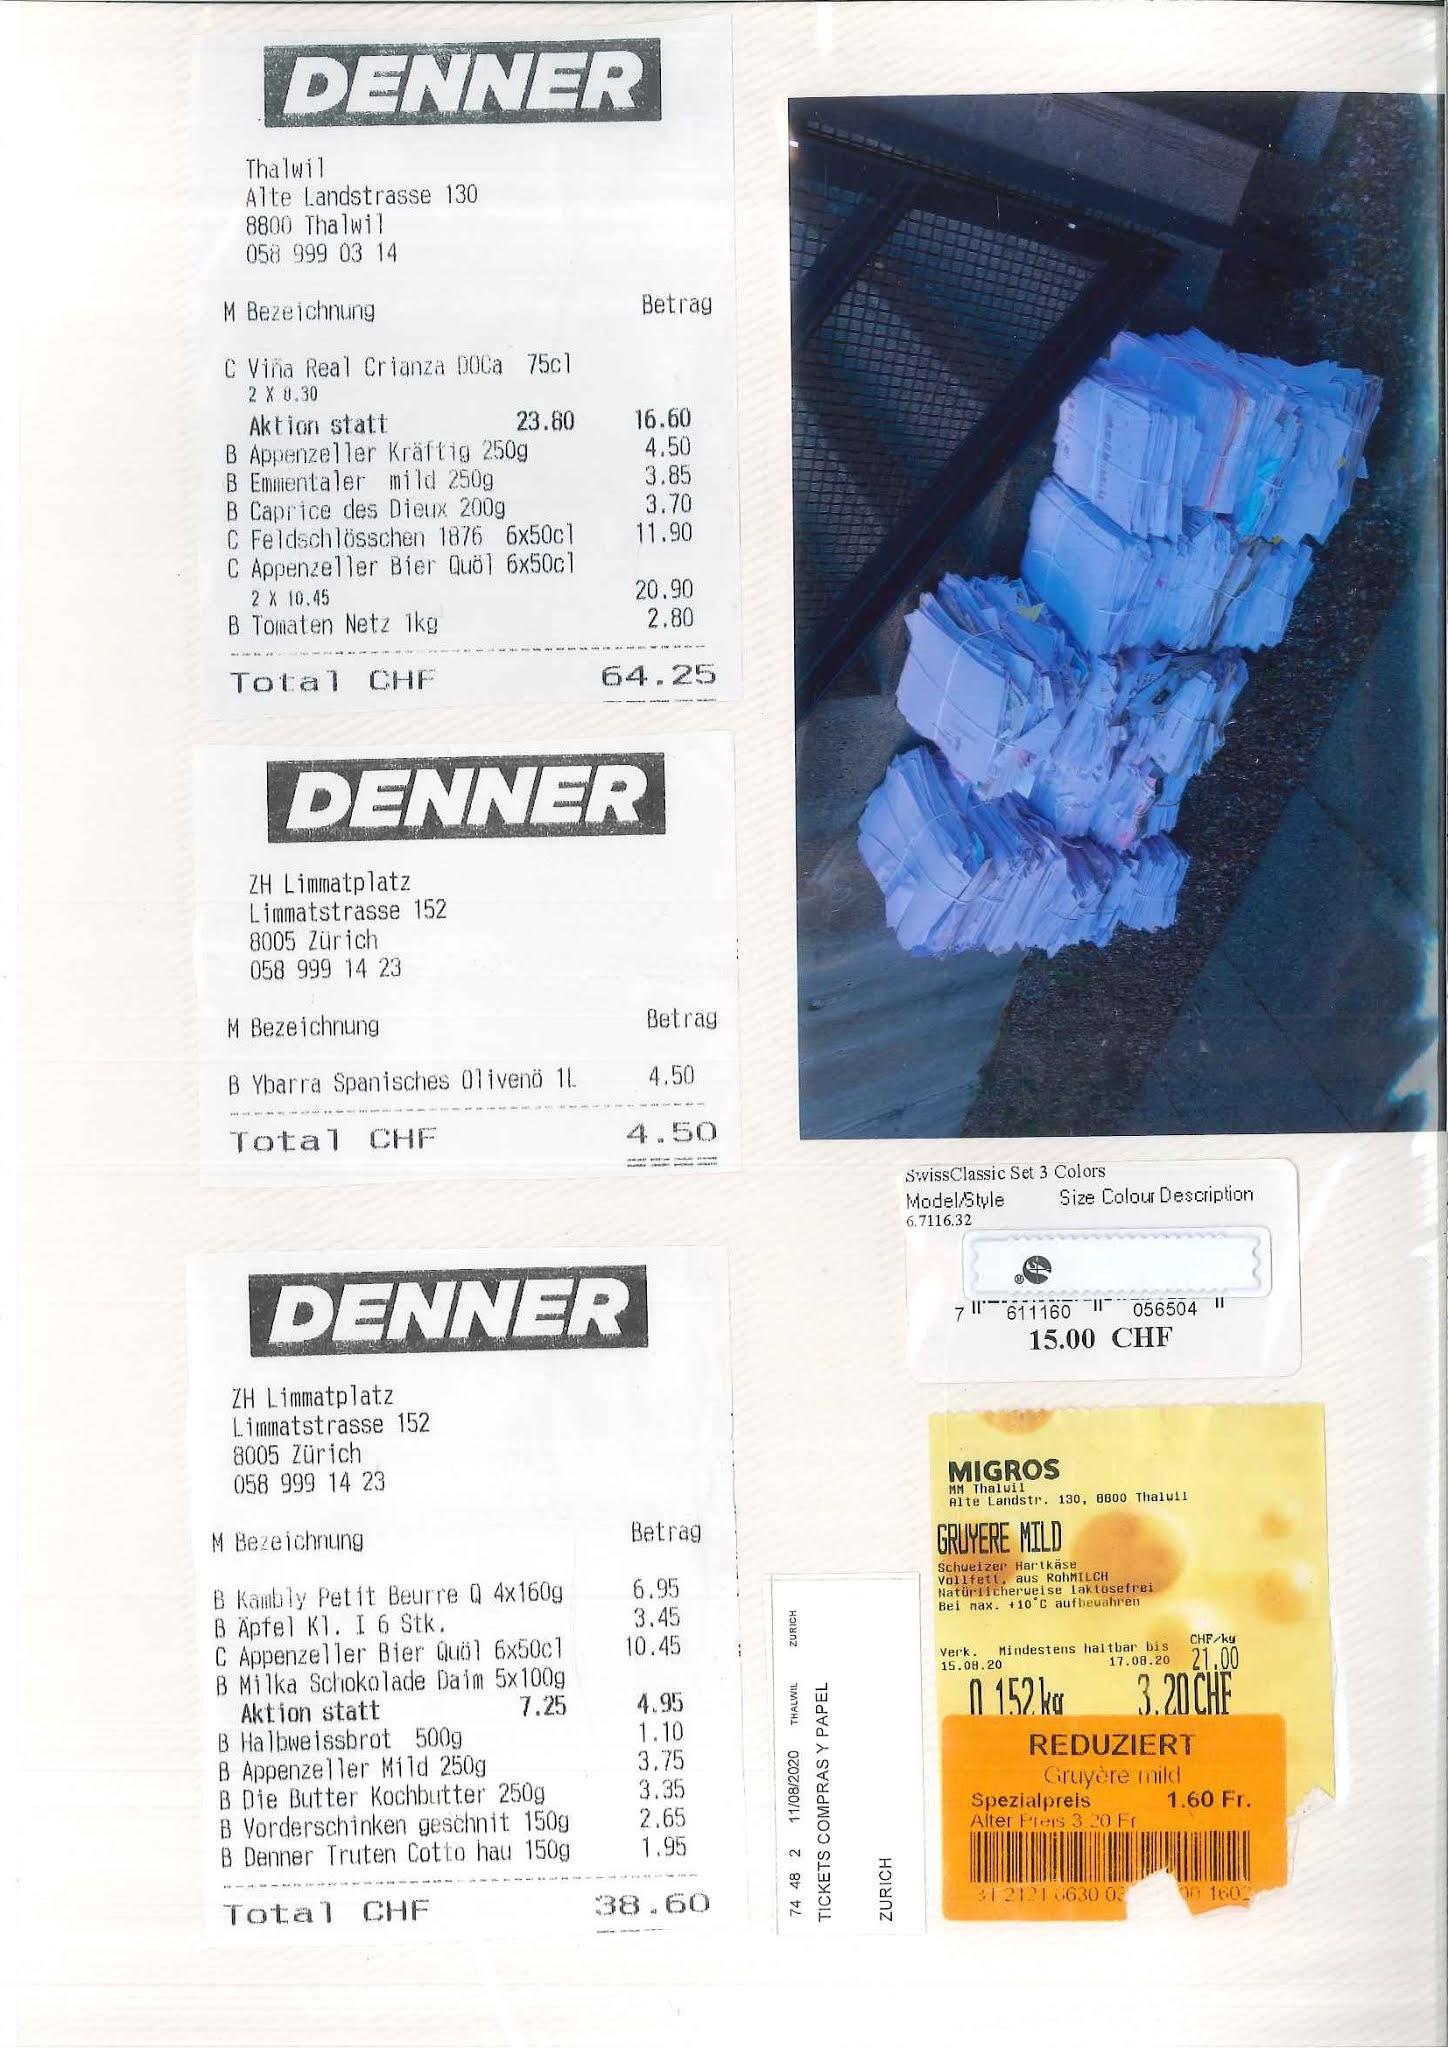 DENNER
Thalwil
Alte Landstrasse 130
8800 Thalwil
058 999 03 14
M Bezeichnung Betrag
C Viña Real Crianza DOCa 75cl
2 X 8.30
Aktion statt 23.80 16.60
B Appenzeller Kräftig 250g 4.50
B Emmentaler mild 250g 3.85
B Caprice des Dieux 200g 3.70
C Feldschlösschen 1876 6x50cl 11.90
C Appenzeller Bier Quöl 6x50cl
2 X 10.45 20.90
B Tomaten Netz 1kg 2.80
Total CHF 64.25
DENNER
ZH Limmatplatz
Limmatstrasse 152
8005 Zürich
058 999 14 23
M Bezeichnung Betrag
B Ybarra Spanisches Olivenö 1L 4.50
Total CHF 4.50
DENNER
ZH Limmatplatz
Limmatstrasse 152
8005 Zürich
058 999 14 23
M Bezeichnung Betrag
B Kambly Petit Beurre Q 4x160g 6.95
B Äpfel Kl. I 6 Stk. 3.45
C Appenzeller Bier Quöl 6x50cl 10.45
B Milka Schokolade Daim 5x100g
Aktion statt 7.25 4.95
B Halbweissbrot 500g 1.10
B Appenzeller Mild 250g 3.75
B Die Butter Kochbutter 250g 3.35
B Vorderschinken geschnit 150g 2.65
B Denner Truten Cotto hau 150g 1.95
Total CHF 38.60
SwissClassic Set 3 Colors
Model/Style Size Colour Description
6.7116.32
7 611160 056504
15.00 CHF
MIGROS
MM Thalwil
Alte Landstr. 130, 8800 Thalwil
GRUYERE MILD
Schweizer Hartkäse
Vollfett, aus RohMILCH
Natürlicherweise laktosefrei
Bei max. +10°C aufbewahren
Verk. Mindestens haltbar bis CHF/kg
15.08.20 17.08.20 21.00
0.152kg 3.20CHF
REDUZIERT
Gruyère mild
Spezialpreis 1.60 Fr.
Alter Preis 3.20 Fr
74 48 2 11/08/2020 THALWIL ZURICH
TICKETS COMPRAS Y PAPEL
ZURICH